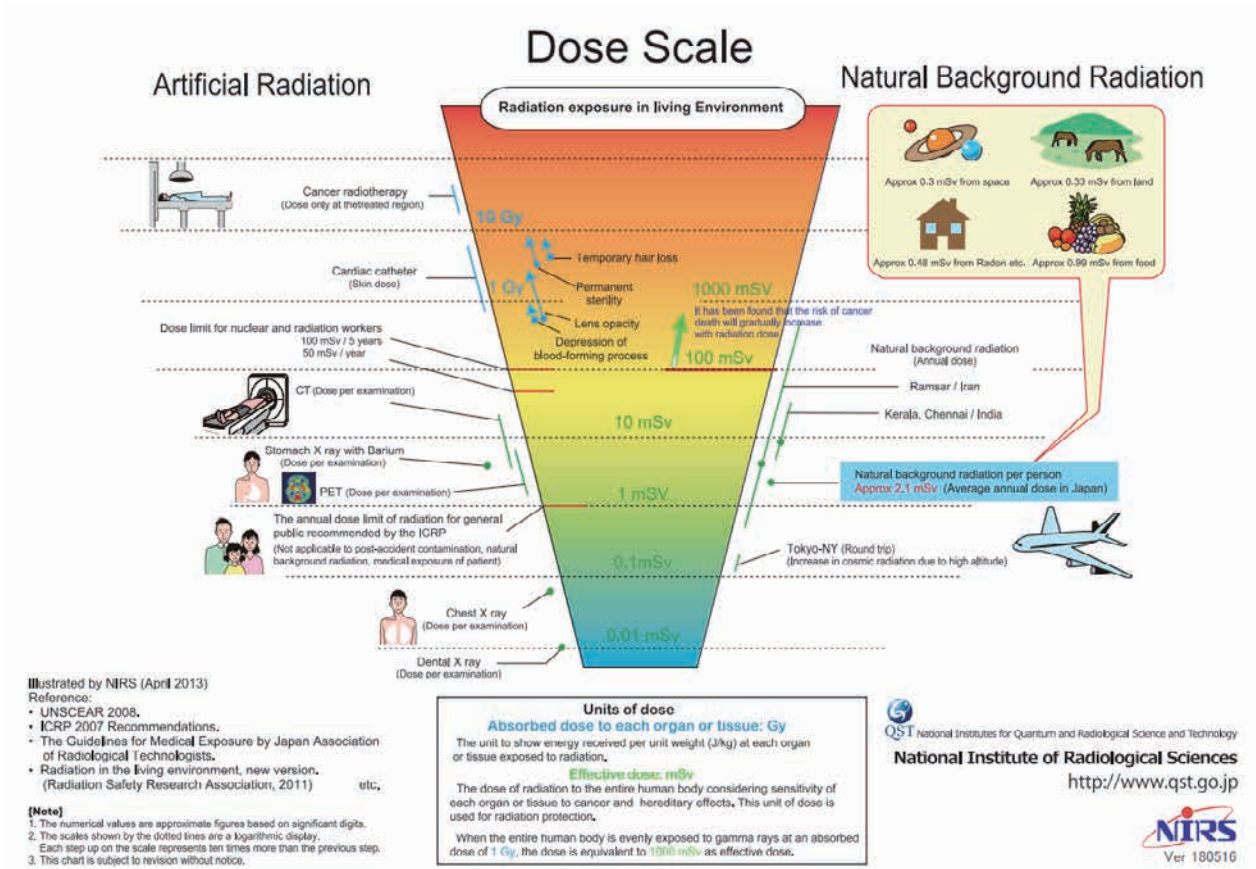 Dose Scale
Artificial Radiation
Natural Background Radiation
Radiation exposure in living Environment
Approx 0.3 mSv from space
Approx 0.33 mSv from land
Approx 0.48 mSv from Radon etc.
Approx 0.99 mSv from food
Cancer radiotherapy
(Dose only at thetreated region)
10 Gy
Cardiac catheter
(Skin dose)
1 Gy
Temporary hair loss
Permanent
sterility
Lens opacity
Depression of
blood-forming process
1000 mSV
It has been found that the risk of cancer
death will gradually increase
with radiation dose
100 mSV
Dose limit for nuclear and radiation workers
100 mSv / 5 years
50 mSv / year
Natural background radiation
(Annual dose)
Ramsar / Iran
Kerala, Chennai / India
CT (Dose per examination)
10 mSv
Stomach X ray with Barium
(Dose per examination)
PET (Dose per examination)
1 mSV
Natural background radiation per person
Approx 2.1 mSv (Average annual dose in Japan)
The annual dose limit of radiation for general
public recommended by the ICRP
(Not applicable to post-accident contamination, natural
background radiation, medical exposure of patient)
0.1mSv
Tokyo-NY (Round trip)
(Increase in cosmic radiation due to high altitude)
Chest X ray
(Dose per examination)
0.01 mSv
Dental X ray
(Dose per examination)
Illustrated by NIRS (April 2013)
Reference:
• UNSCEAR 2008.
• ICRP 2007 Recommendations.
• The Guidelines for Medical Exposure by Japan Association
of Radiological Technologists.
• Radiation in the living environment, new version.
(Radiation Safety Research Association, 2011) etc.
[Note]
1. The numerical values are approximate figures based on significant digits.
2. The scales shown by the dotted lines are a logarithmic display.
Each step up on the scale represents ten times more than the previous step.
3. This chart is subject to revision without notice.
Units of dose
Absorbed dose to each organ or tissue: Gy
The unit to show energy received per unit weight (J/kg) at each organ
or tissue exposed to radiation.
Effective dose: mSv
The dose of radiation to the entire human body considering sensitivity of
each organ or tissue to cancer and hereditary effects. This unit of dose is
used for radiation protection.
When the entire human body is evenly exposed to gamma rays at an absorbed
dose of 1 Gy, the dose is equivalent to 1000 mSv as effective dose.
QST National Institutes for Quantum and Radiological Science and Technology
National Institute of Radiological Sciences
http://www.qst.go.jp
NIRS
Ver 180516